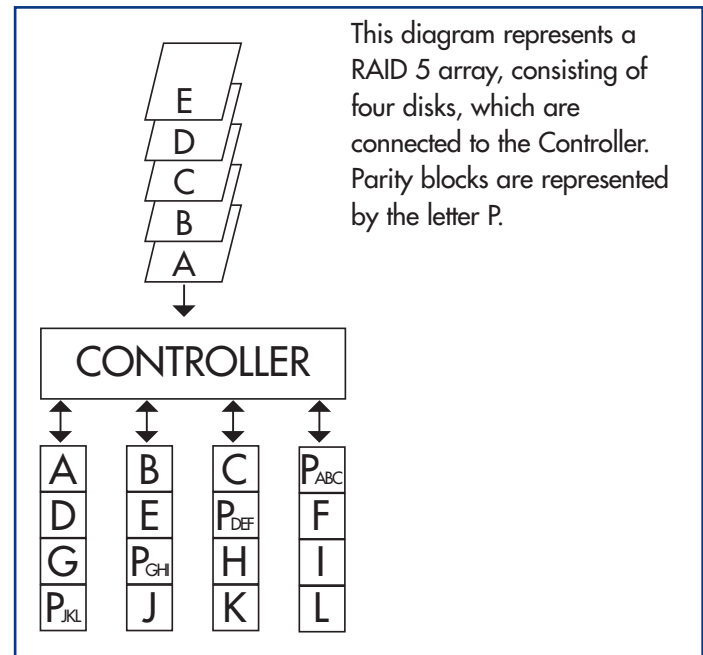 This diagram represents a
RAID 5 array, consisting of
four disks, which are
connected to the Controller.
Parity blocks are represented
by the letter P.
E
D
C
B
A
CONTROLLER
A B C PABC
D E PDEF F
G PGHI H I
PJKL J K L